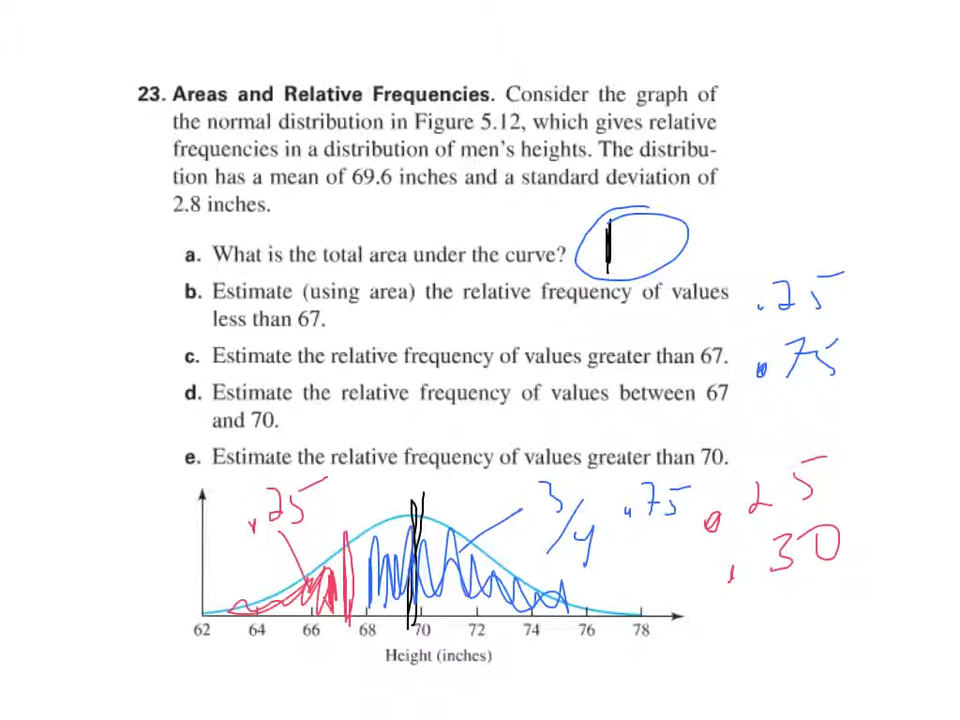 23. Areas and Relative Frequencies. Consider the graph of
the normal distribution in Figure 5.12, which gives relative
frequencies in a distribution of men's heights. The distribu-
tion has a mean of 69.6 inches and a standard deviation of
2.8 inches.
a. What is the total area under the curve? 1
b. Estimate (using area) the relative frequency of values
less than 67.
.25
c. Estimate the relative frequency of values greater than 67.
.75
d. Estimate the relative frequency of values between 67
and 70.
e. Estimate the relative frequency of values greater than 70.
.25
3/4
.75
.25
.30
62 64 66 68 70 72 74 76 78
Height (inches)